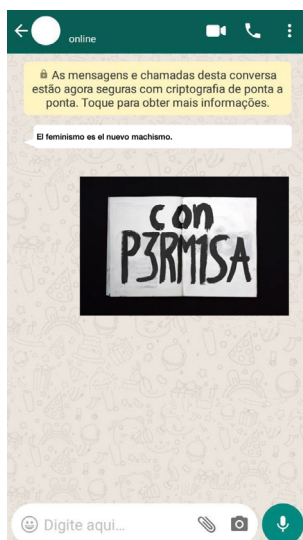 online
As mensagens e chamadas desta conversa
estão agora seguras com criptografia de ponta a
ponta. Toque para obter mais informações.
El feminismo es el nuevo machismo.
con
P3RM1SA
Digite aqui...